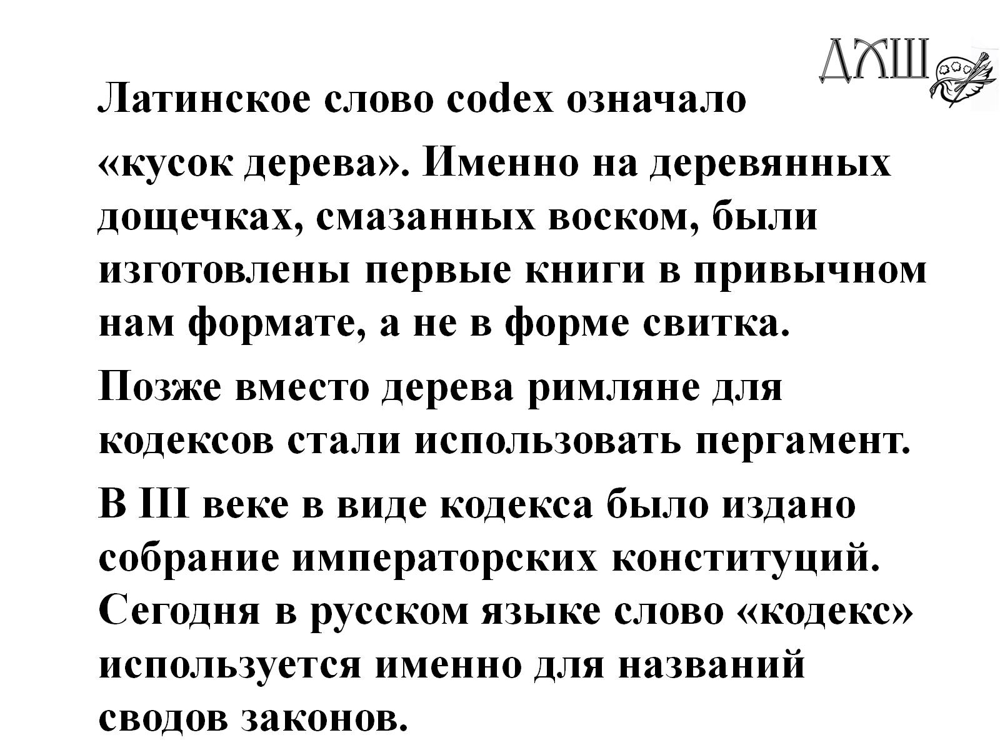 ДХШ
Латинское слово codex означало
«кусок дерева». Именно на деревянных
дощечках, смазанных воском, были
изготовлены первые книги в привычном
нам формате, а не в форме свитка.
Позже вместо дерева римляне для
кодексов стали использовать пергамент.
В III веке в виде кодекса было издано
собрание императорских конституций.
Сегодня в русском языке слово «кодекс»
используется именно для названий
сводов законов.